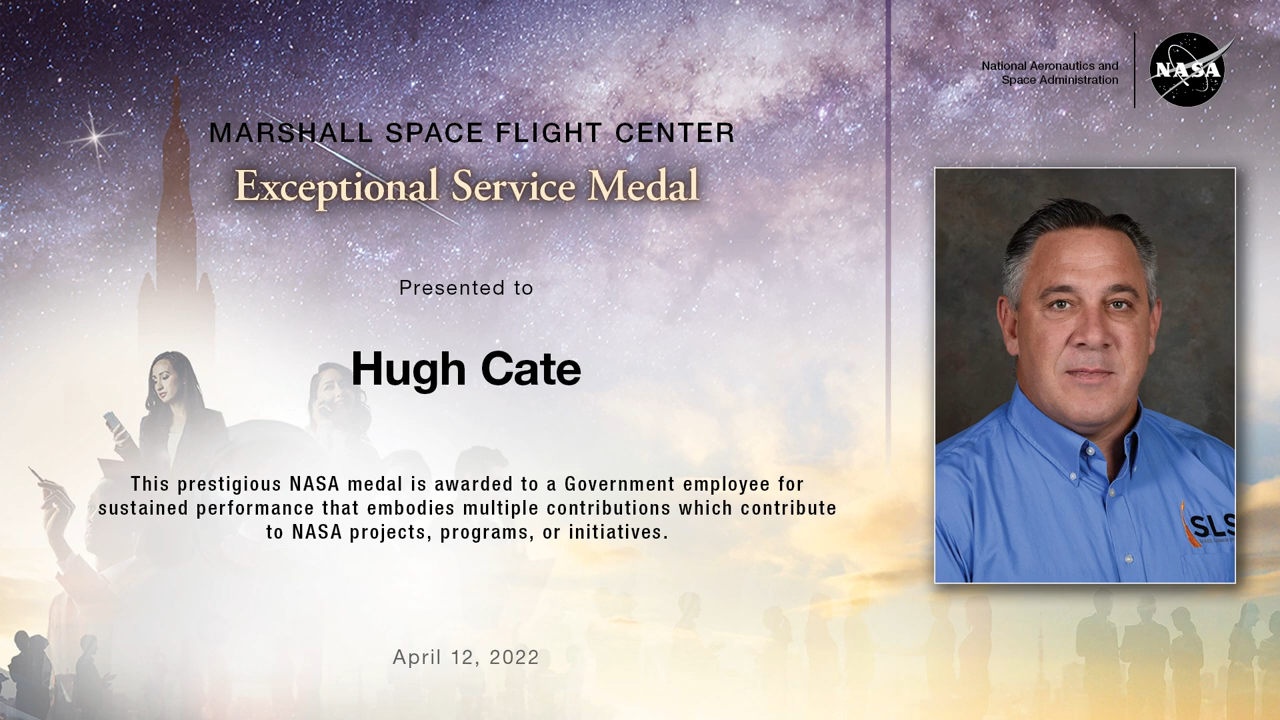 National Aeronautics and
Space Administration
NASA
MARSHALL SPACE FLIGHT CENTER
Exceptional Service Medal
Presented to
Hugh Cate
This prestigious NASA medal is awarded to a Government employee for
sustained performance that embodies multiple contributions which contribute
to NASA projects, programs, or initiatives.
April 12, 2022
SLS